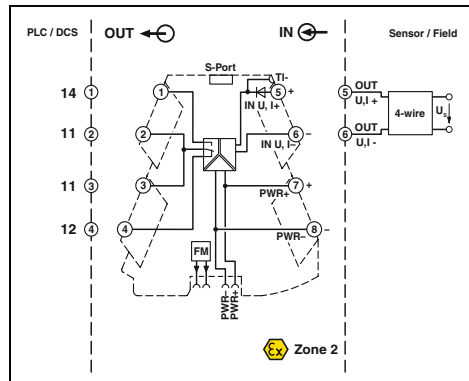 PLC / DCS
OUT
IN
Sensor / Field
S-Port
TI-
14 1
1
5 +
IN U, I+
5 OUT
U,I +
4-wire
Us
11 2
2
6 –
IN U, I–
6 OUT
U,I -
11 3
3
7 +
PWR+
12 4
4
8 –
PWR–
FM
PWR–
PWR+
Ex Zone 2